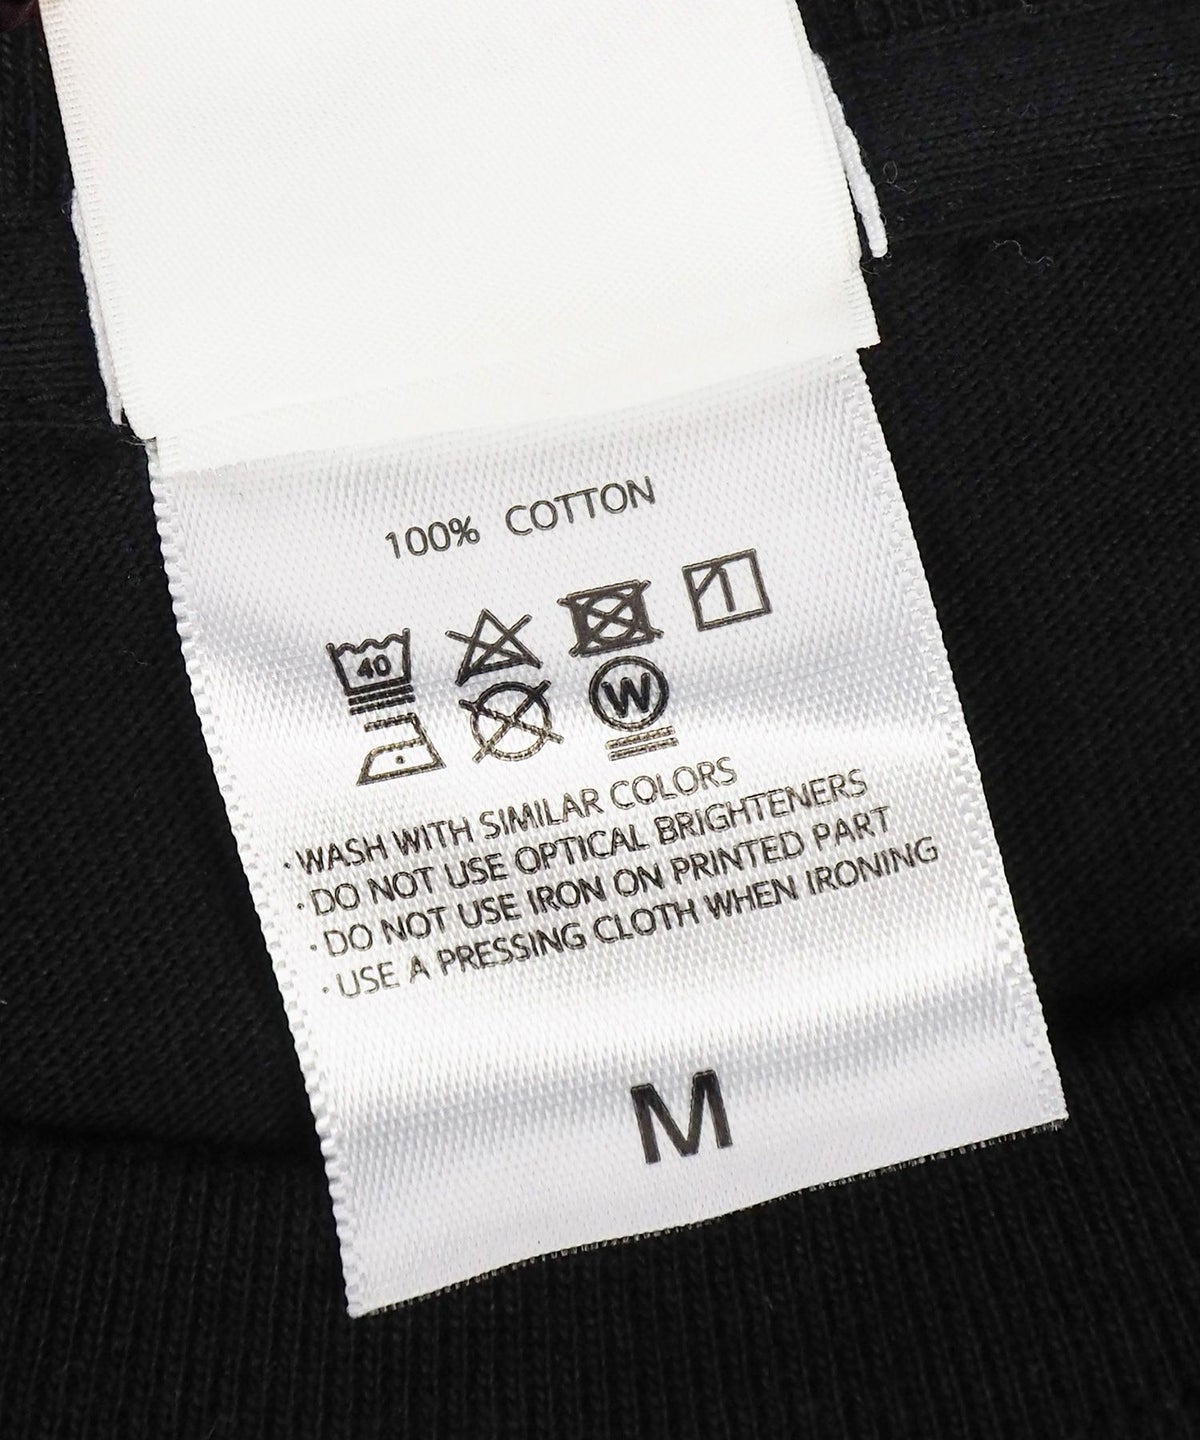 100% COTTON
40
W
· WASH WITH SIMILAR COLORS
· DO NOT USE OPTICAL BRIGHTENERS
· DO NOT USE IRON ON PRINTED PART
· USE A PRESSING CLOTH WHEN IRONING
M